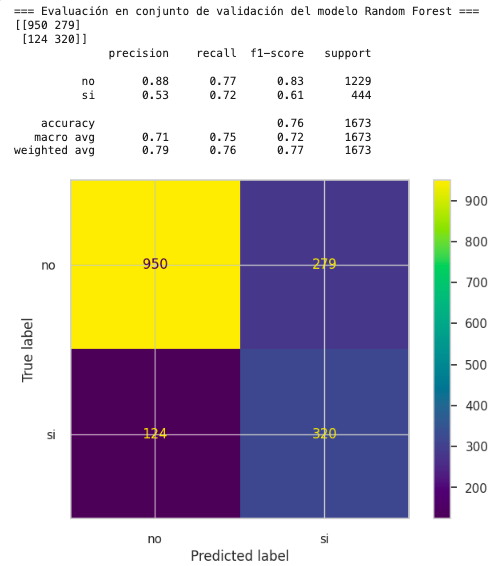 === Evaluación en conjunto de validación del modelo Random Forest ===
[[950 279]
[124 320]]
precision recall f1-score support
no 0.88 0.77 0.83 1229
si 0.53 0.72 0.61 444
accuracy 0.76 1673
macro avg 0.71 0.75 0.72 1673
weighted avg 0.79 0.76 0.77 1673
900
800
no 950 279
700
600
True label
500
400
si 124 320
300
200
no si
Predicted label